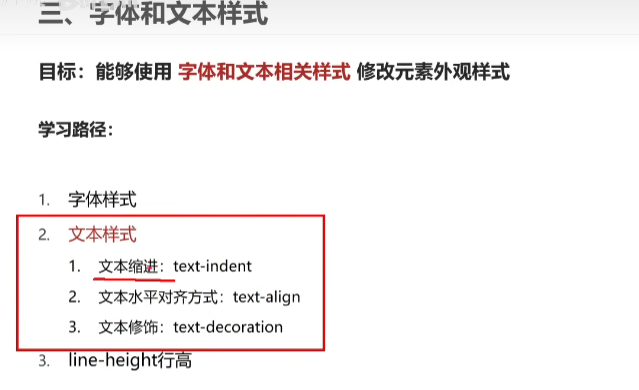 三、字体和文本样式
目标：能够使用 字体和文本相关样式 修改元素外观样式
学习路径：
1. 字体样式
2. 文本样式
1. 文本缩进：text-indent
2. 文本水平对齐方式：text-align
3. 文本修饰：text-decoration
3. line-height行高